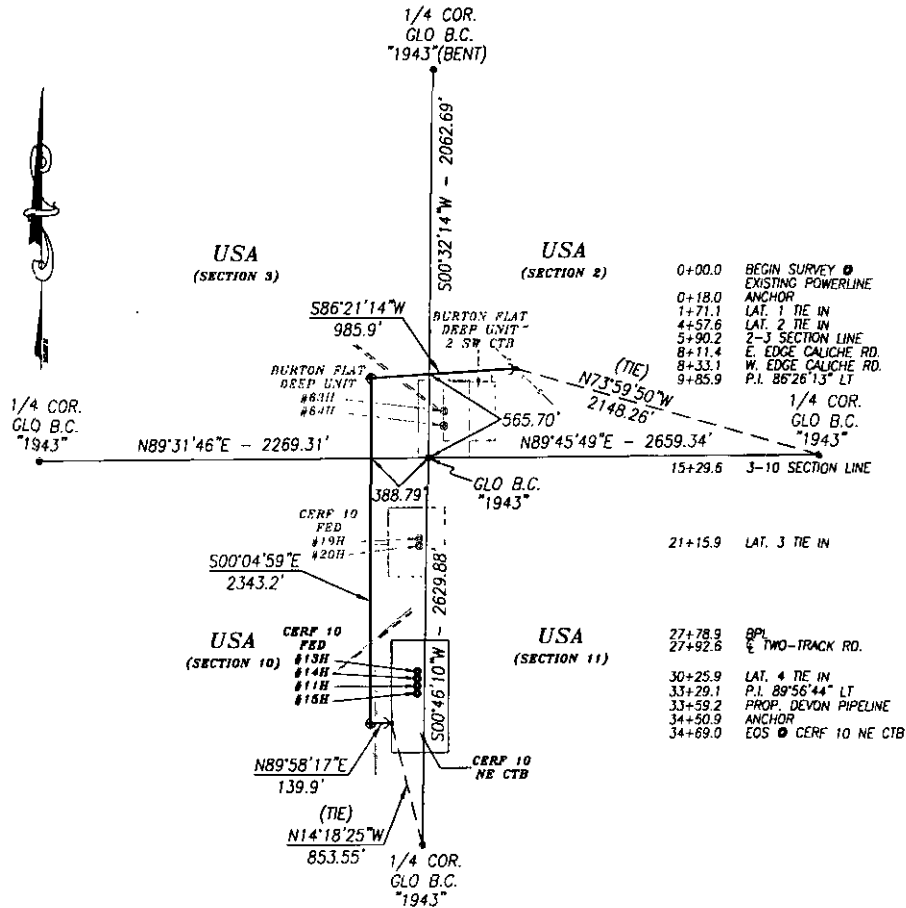 1/4 COR.
GLO B.C.
"1943"(BENT)
S00°32'14"W - 2062.69'
USA
(SECTION 3)
USA
(SECTION 2)
S86°21'14"W
985.9'
BURTON FLAT
DEEP UNIT
2 SW CTB
BURTON FLAT
DEEP UNIT
#63H
#64H
(TIE)
N73°59'50"W
2148.26'
565.70'
1/4 COR.
GLO B.C.
"1943"
N89°31'46"E - 2269.31'
N89°45'49"E - 2659.34'
1/4 COR.
GLO B.C.
"1943"
388.79'
GLO B.C.
"1943"
0+00.0 BEGIN SURVEY @
EXISTING POWERLINE
0+18.0 ANCHOR
1+71.1 LAT. 1 TIE IN
4+57.6 LAT. 2 TIE IN
5+90.2 2-3 SECTION LINE
8+11.4 E. EDGE CALICHE RD.
8+33.1 W. EDGE CALICHE RD.
9+85.9 P.I. 86°26'13" LT
15+29.6 3-10 SECTION LINE
21+15.9 LAT. 3 TIE IN
27+78.9 BPL
27+92.6 ℄ TWO-TRACK RD.
30+25.9 LAT. 4 TIE IN
33+29.1 P.I. 89°56'44" LT
33+59.2 PROP. DEVON PIPELINE
34+50.9 ANCHOR
34+69.0 EOS @ CERF 10 NE CTB
CERF 10
FED
#19H
#20H
S00°04'59"E
2343.2'
S00°46'10"W - 2629.88'
USA
(SECTION 10)
CERF 10
FED
#13H
#14H
#11H
#15H
USA
(SECTION 11)
N89°58'17"E
139.9'
CERF 10
NE CTB
(TIE)
N14°18'25"W
853.55'
1/4 COR.
GLO B.C.
"1943"